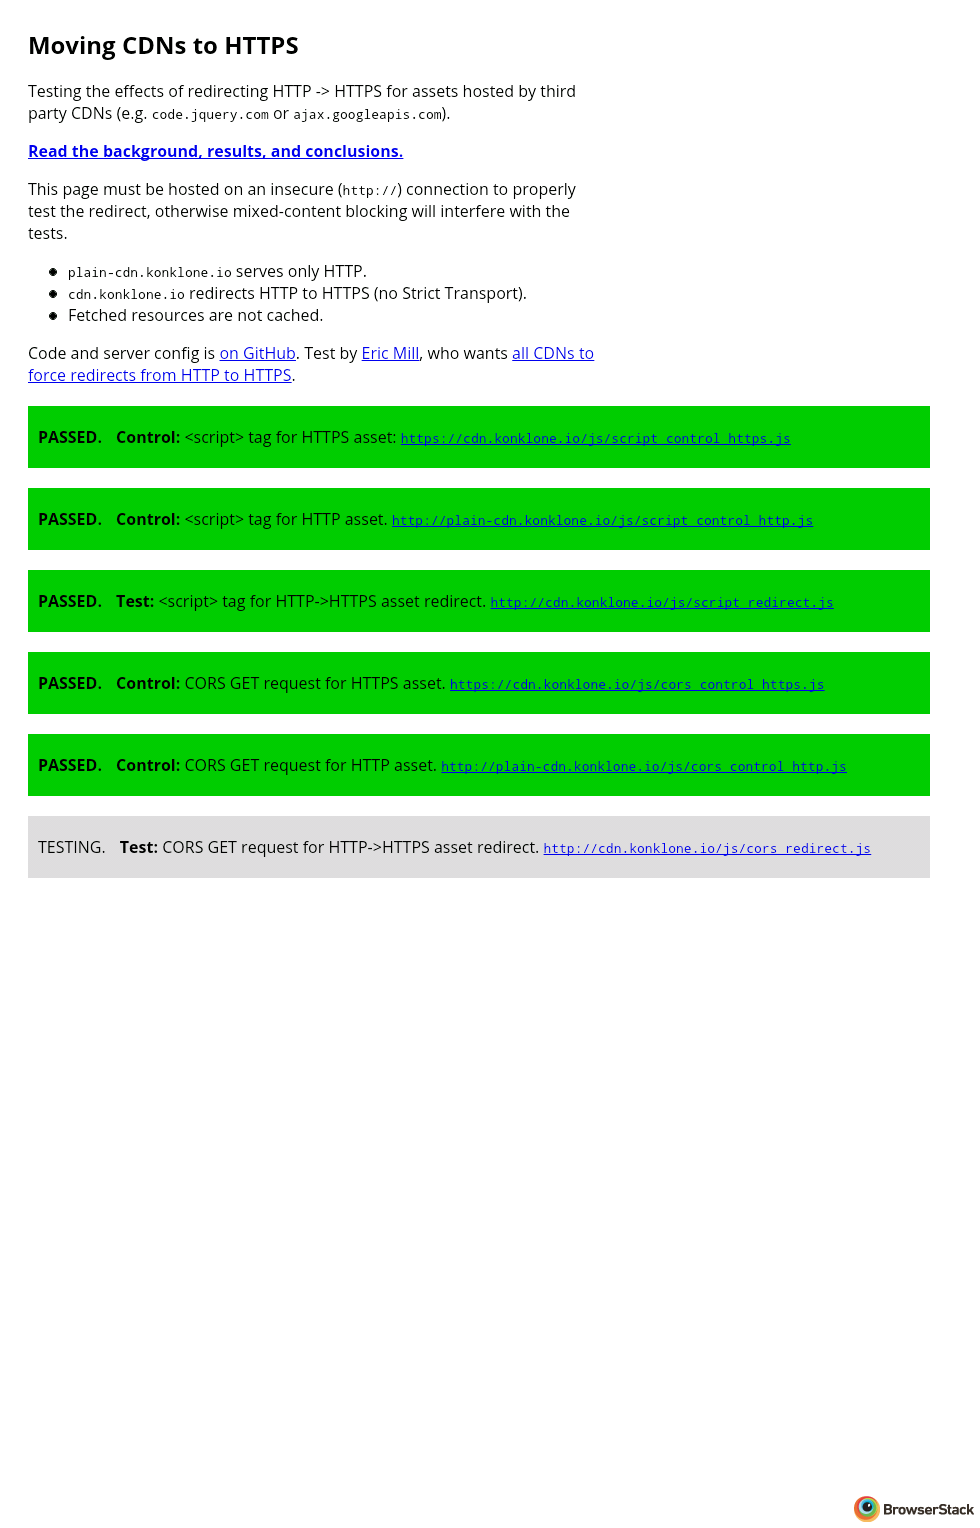 Moving CDNs to HTTPS
Testing the effects of redirecting HTTP -> HTTPS for assets hosted by third
party CDNs (e.g. code.jquery.com or ajax.googleapis.com).
Read the background, results, and conclusions.
This page must be hosted on an insecure (http://) connection to properly
test the redirect, otherwise mixed-content blocking will interfere with the
tests.
plain-cdn.konklone.io serves only HTTP.
cdn.konklone.io redirects HTTP to HTTPS (no Strict Transport).
Fetched resources are not cached.
Code and server config is on GitHub. Test by Eric Mill, who wants all CDNs to
force redirects from HTTP to HTTPS.
PASSED. Control: <script> tag for HTTPS asset: https://cdn.konklone.io/js/script_control_https.js
PASSED. Control: <script> tag for HTTP asset. http://plain-cdn.konklone.io/js/script_control_http.js
PASSED. Test: <script> tag for HTTP->HTTPS asset redirect. http://cdn.konklone.io/js/script_redirect.js
PASSED. Control: CORS GET request for HTTPS asset. https://cdn.konklone.io/js/cors_control_https.js
PASSED. Control: CORS GET request for HTTP asset. http://plain-cdn.konklone.io/js/cors_control_http.js
TESTING. Test: CORS GET request for HTTP->HTTPS asset redirect. http://cdn.konklone.io/js/cors_redirect.js
BrowserStack